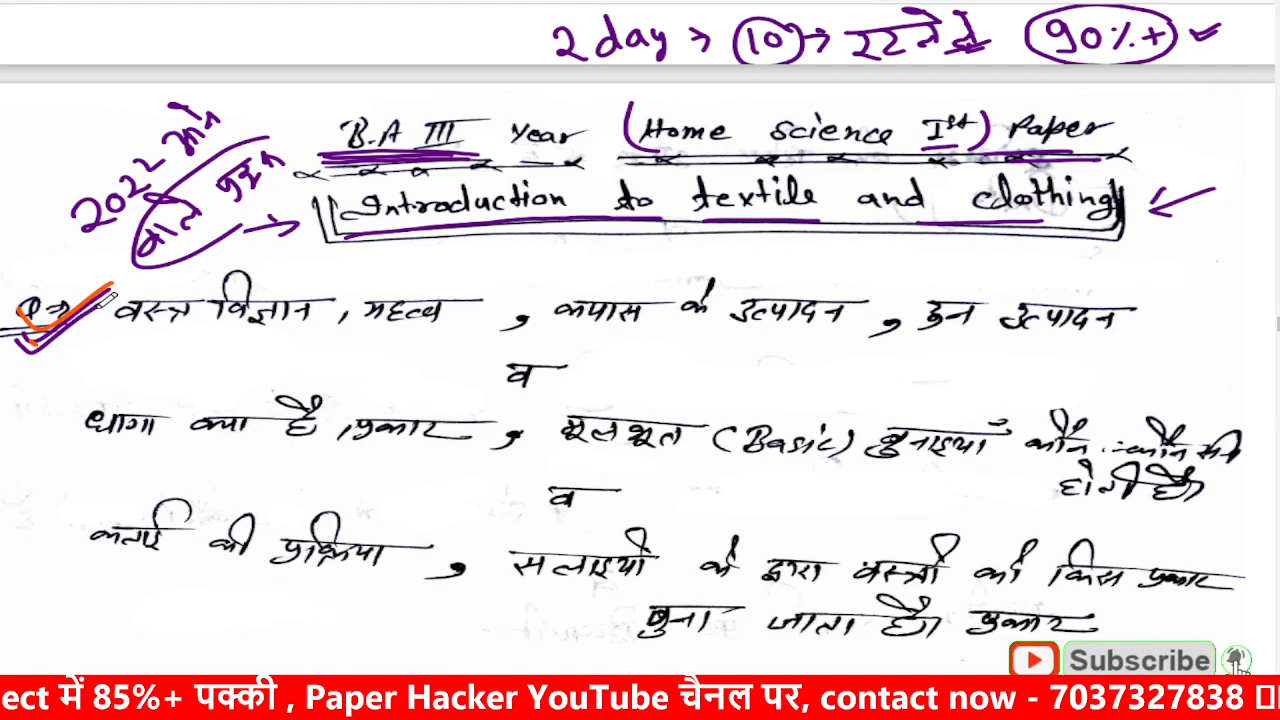 2 day → 10 → रटने है 90%+
2022 में
वाले प्रश्न
B.A III Year (Home Science Ist) Paper
Introduction to textile and clothing
Q→ वस्त्र विज्ञान, महत्व , कपास के उत्पादन , ऊन उत्पादन
व
धागा क्या है, प्रकार , मूलभूत (Basic) बुनाइयाँ कौन-कौन सी
होती है।
व
कताई की प्रक्रिया , सलाइयो के द्वारा वस्त्रो को किस प्रकार
बुना जाता है। प्रकार
Subscribe
ect में 85%+ पक्की , Paper Hacker YouTube चैनल पर, contact now - 7037327838